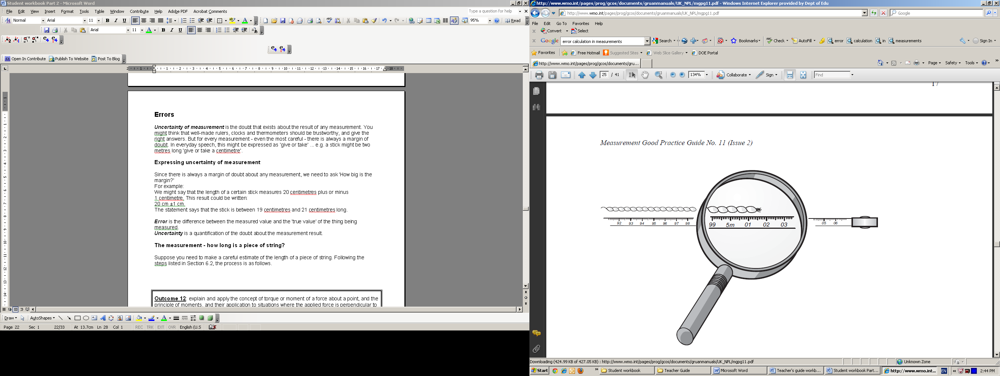 Student workbook Part 2 - Microsoft Word
File Edit View Insert Format Tools Table Window Contribute Help Adobe PDF Acrobat Comments
Type a question for help
Normal Arial 11 B I U
95% Read
Arial 11 A B I U
Open In Contribute Publish To Website Post To Blog
Errors
Uncertainty of measurement is the doubt that exists about the result of any measurement. You
might think that well-made rulers, clocks and thermometers should be trustworthy, and give the
right answers. But for every measurement - even the most careful - there is always a margin of
doubt. In everyday speech, this might be expressed as 'give or take' ... e.g. a stick might be two
metres long 'give or take a centimetre'.
Expressing uncertainty of measurement
Since there is always a margin of doubt about any measurement, we need to ask 'How big is the
margin?'
For example:
We might say that the length of a certain stick measures 20 centimetres plus or minus
1 centimetre. This result could be written:
20 cm ±1 cm.
The statement says that the stick is between 19 centimetres and 21 centimetres long.
Error is the difference between the measured value and the 'true value' of the thing being
measured.
Uncertainty is a quantification of the doubt about the measurement result.
The measurement - how long is a piece of string?
Suppose you need to make a careful estimate of the length of a piece of string. Following the
steps listed in Section 6.2, the process is as follows.
Outcome 12: explain and apply the concept of torque or moment of a force about a point, and the
principle of moments, and their application to situations where the applied force is perpendicular to
Draw AutoShapes
Page 22 Sec 1 22/33 At 13.7cm Ln 28 Col 1 REC TRK EXT OVR English (U.S
http://www.wmo.int/pages/prog/gcos/documents/gruanmanuals/UK_NPL/mgpg11.pdf - Windows Internet Explorer provided by Dept of Edu
http://www.wmo.int/pages/prog/gcos/documents/gruanmanuals/UK_NPL/mgpg11.pdf
Google
File Edit Go To Favorites Help
Convert Select
Google error calculation in measurements Search Bookmarks Check AutoFill error calculation in measurements Sign In
Favorites Free Hotmail Suggested Sites Web Slice Gallery DOE Portal
http://www.wmo.int/pages/prog/gcos/documents/gru... Page Safety Tools
25 / 41 134% Collaborate Sign Find
17
Measurement Good Practice Guide No. 11 (Issue 2)
92 93 94 95 96 97 98 99 5m 01 02 03 05 06
Downloading (424.99 KB of 427.05 KB) : http://www.wmo.int/pages/prog/gcos/documents/gruanmanuals/UK_NPL/mgpg11.pdf Unknown Zone
Start Student workbook Teacher Guide Microsoft Word Teacher's guide workb... Student workbook Part... http://www.wmo.int... EN 2:44 PM